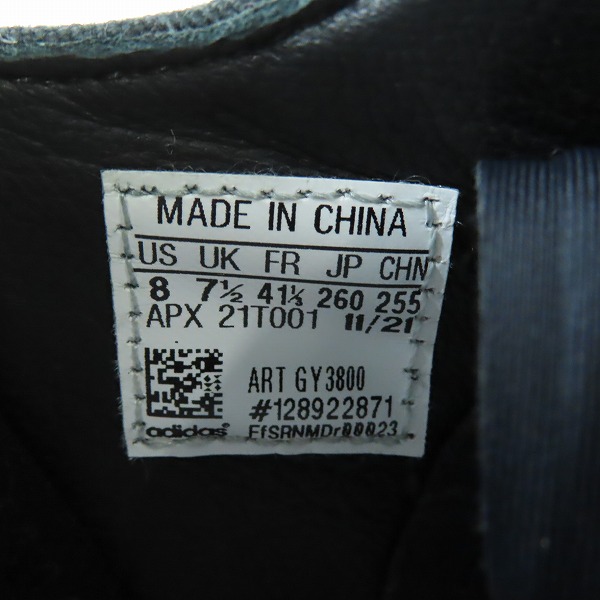 MADE IN CHINA
US UK FR JP CHN
8 7½ 41⅓ 260 255
APX 21T001 11/21
ART GY3800
#128922871
adidas EfSRNMDr00023